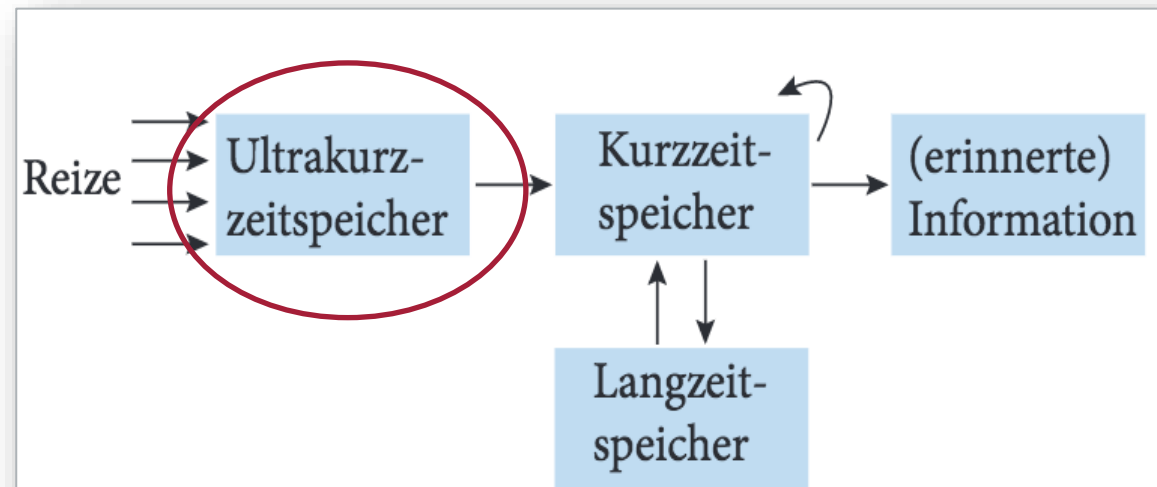 Reize
Ultrakurz-
zeitspeicher
Kurzzeit-
speicher
(erinnerte)
Information
Langzeit-
speicher